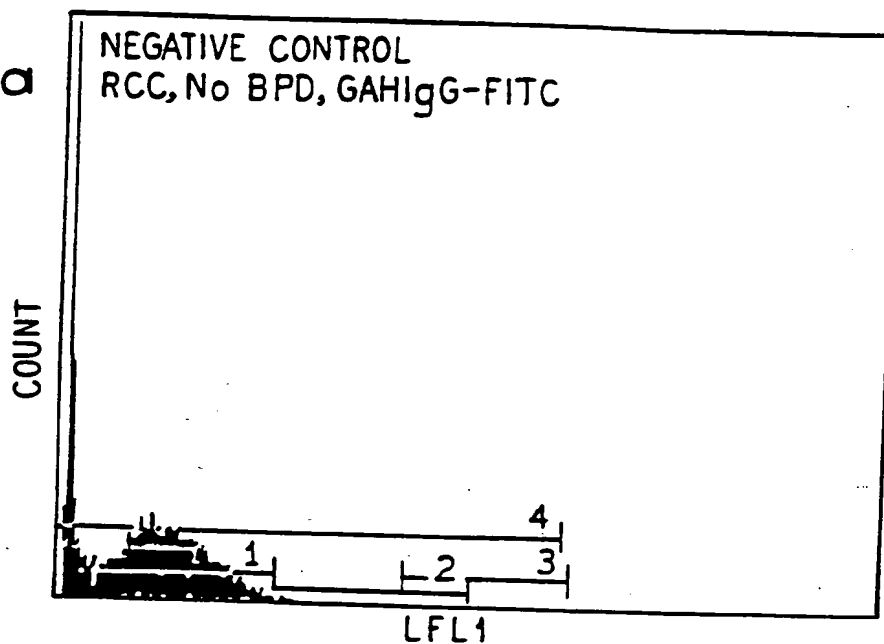 a
NEGATIVE CONTROL
RCC, No BPD, GAHIgG-FITC
COUNT
4
1
2
3
LFL1